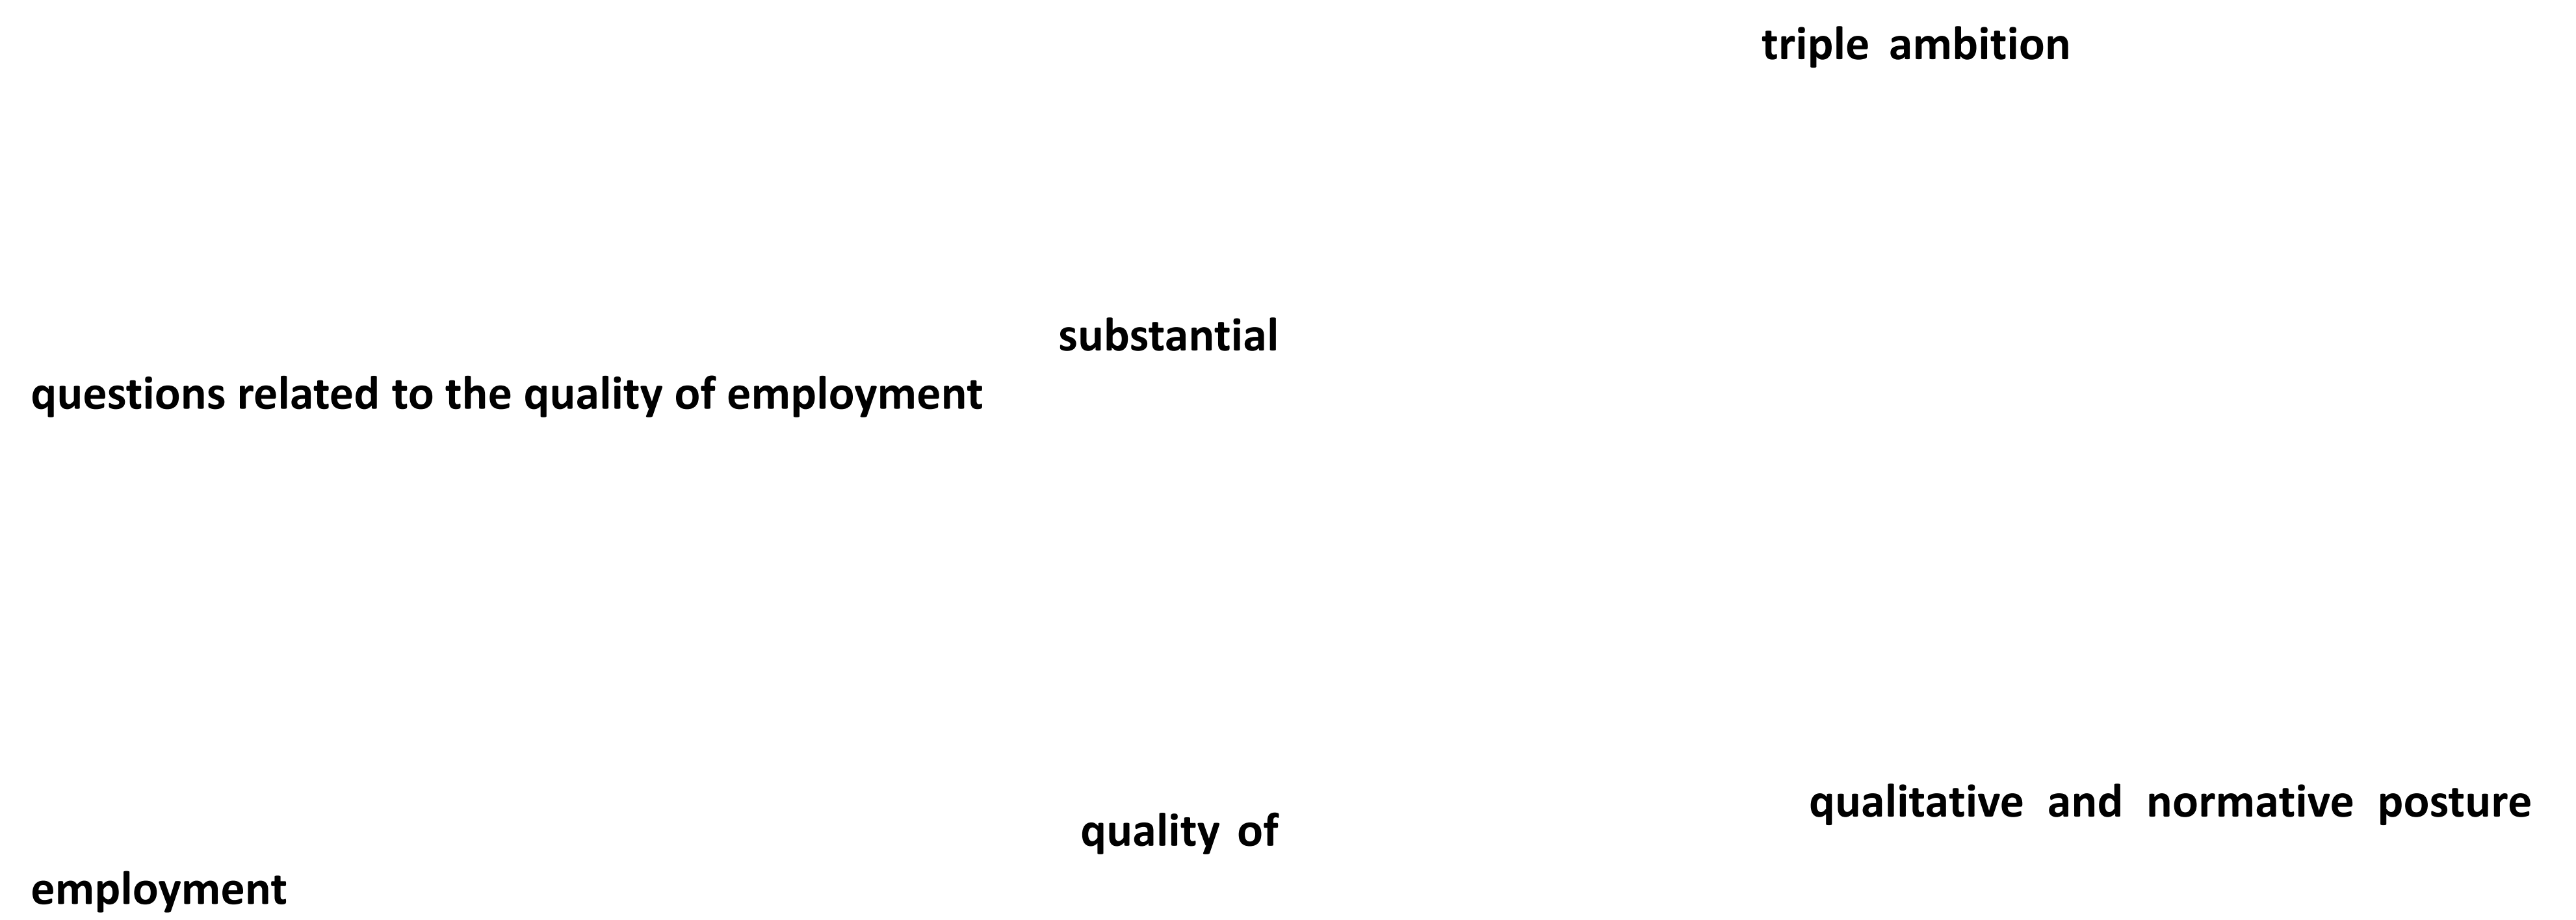 substantial
questions related to the quality of employment
quality of
employment
triple ambition
qualitative and normative posture